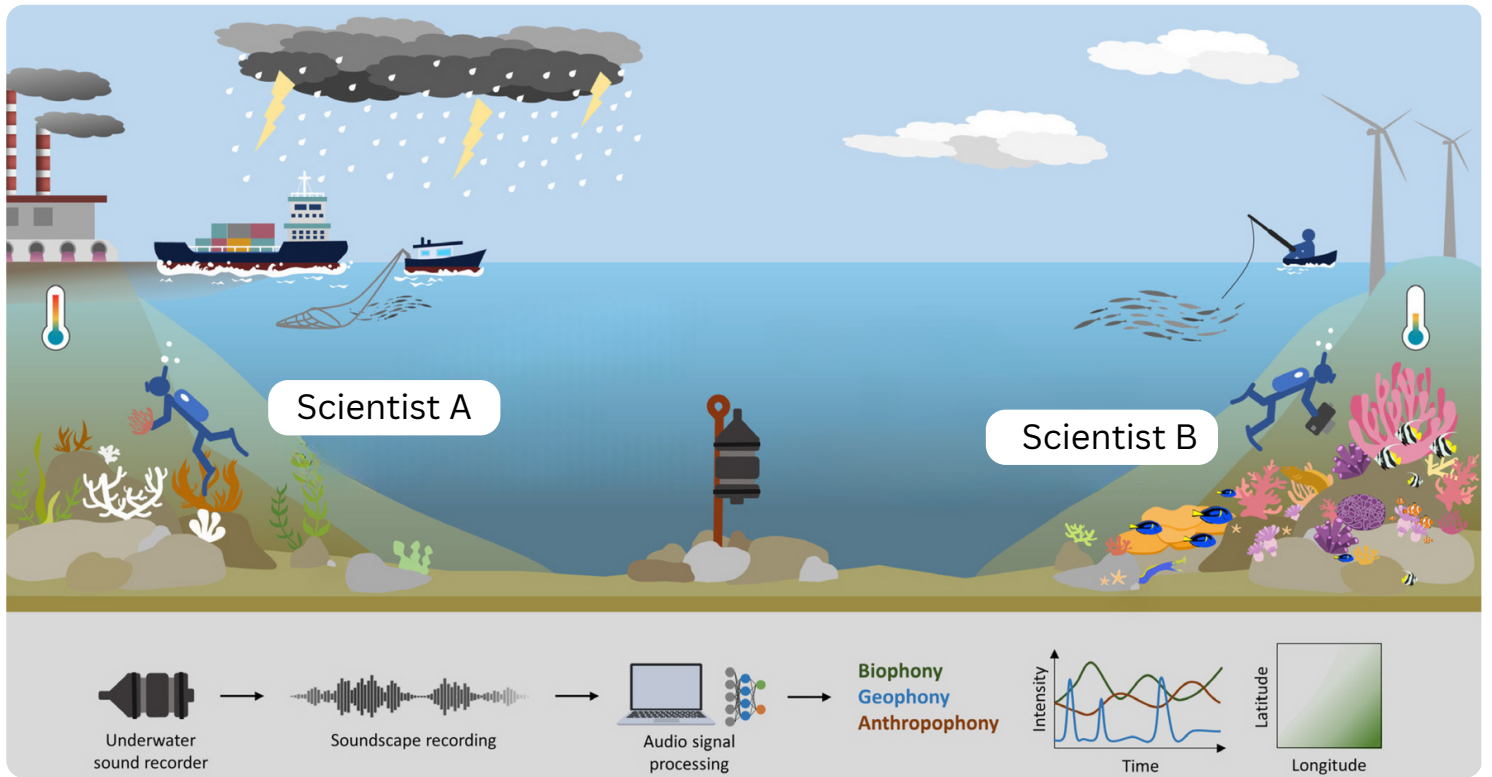 Scientist A
Scientist B
Underwater
sound recorder
Soundscape recording
Audio signal
processing
Biophony
Geophony
Anthropophony
Intensity
Time
Latitude
Longitude